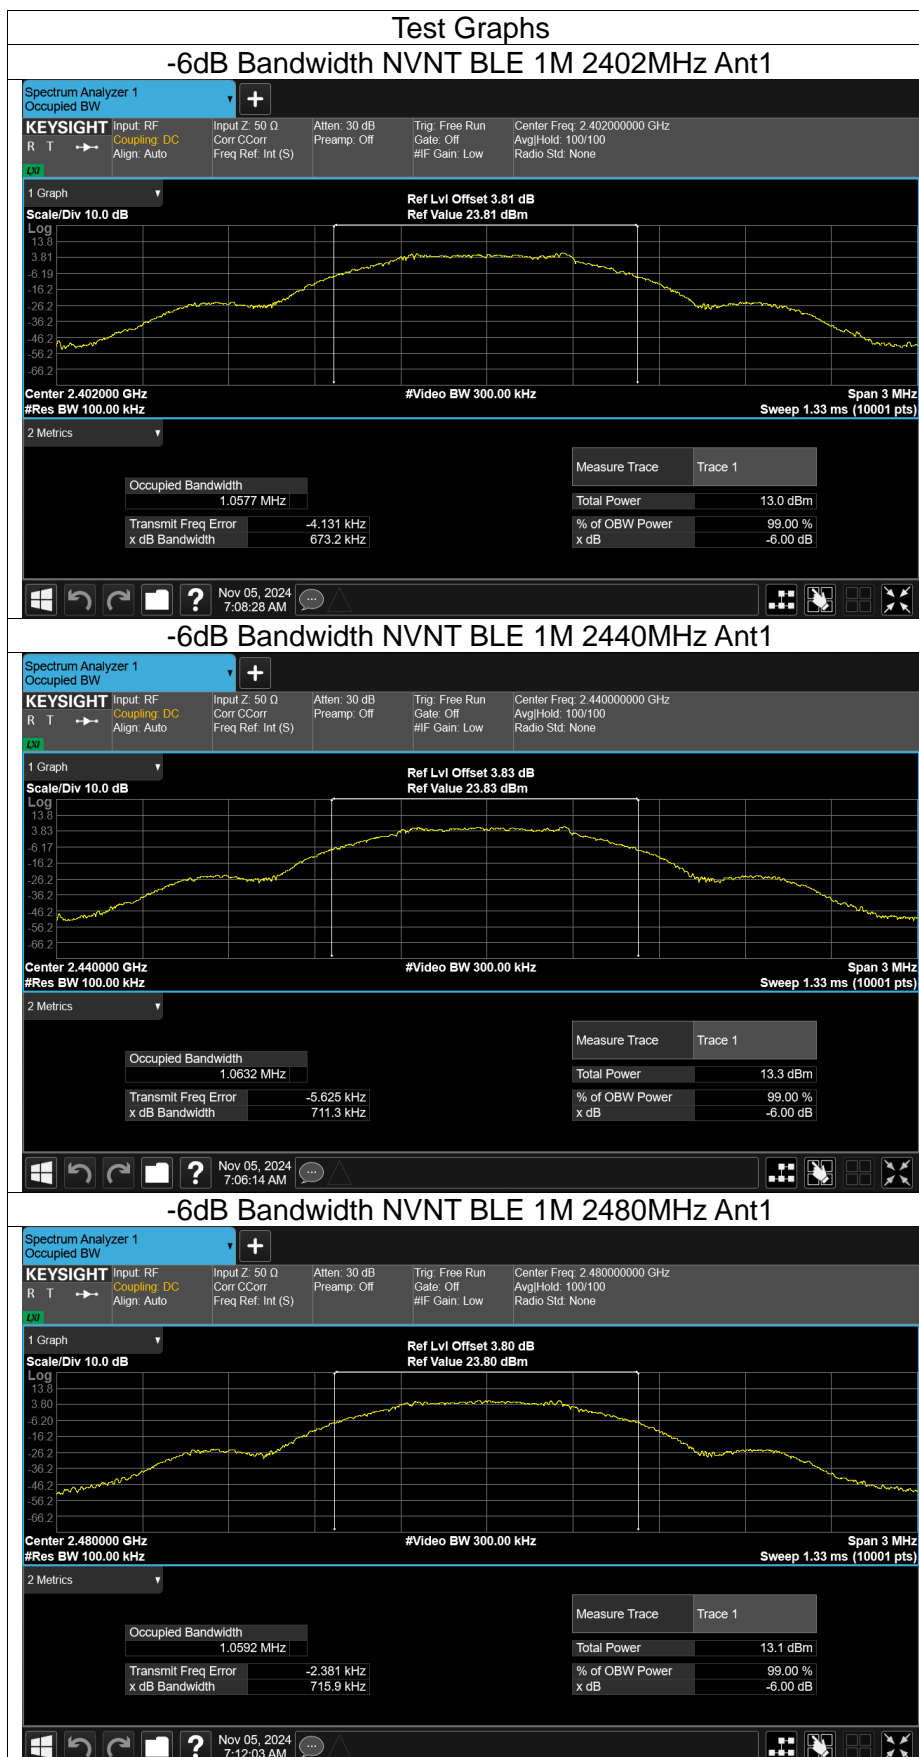 Test Graphs
-6dB Bandwidth NVNT BLE 1M 2402MHz Ant1
Spectrum Analyzer 1
Occupied BW
KEYSIGHT Input: RF Input Z: 50 Ω Atten: 30 dB Trig: Free Run Center Freq: 2.402000000 GHz
R T Coupling: DC Corr CCorr Preamp: Off Gate: Off Avg|Hold: 100/100
Align: Auto Freq Ref: Int (S) #IF Gain: Low Radio Std: None
LXI
1 Graph Ref Lvl Offset 3.81 dB
Scale/Div 10.0 dB Ref Value 23.81 dBm
Log
13.8
3.81
-6.19
-16.2
-26.2
-36.2
-46.2
-56.2
-66.2
Center 2.402000 GHz #Video BW 300.00 kHz Span 3 MHz
#Res BW 100.00 kHz Sweep 1.33 ms (10001 pts)
2 Metrics
Measure Trace Trace 1
Occupied Bandwidth
1.0577 MHz Total Power 13.0 dBm
Transmit Freq Error -4.131 kHz % of OBW Power 99.00 %
x dB Bandwidth 673.2 kHz x dB -6.00 dB
? Nov 05, 2024
7:08:28 AM
-6dB Bandwidth NVNT BLE 1M 2440MHz Ant1
Spectrum Analyzer 1
Occupied BW
KEYSIGHT Input: RF Input Z: 50 Ω Atten: 30 dB Trig: Free Run Center Freq: 2.440000000 GHz
R T Coupling: DC Corr CCorr Preamp: Off Gate: Off Avg|Hold: 100/100
Align: Auto Freq Ref: Int (S) #IF Gain: Low Radio Std: None
LXI
1 Graph Ref Lvl Offset 3.83 dB
Scale/Div 10.0 dB Ref Value 23.83 dBm
Log
13.8
3.83
-6.17
-16.2
-26.2
-36.2
-46.2
-56.2
-66.2
Center 2.440000 GHz #Video BW 300.00 kHz Span 3 MHz
#Res BW 100.00 kHz Sweep 1.33 ms (10001 pts)
2 Metrics
Measure Trace Trace 1
Occupied Bandwidth
1.0632 MHz Total Power 13.3 dBm
Transmit Freq Error -5.625 kHz % of OBW Power 99.00 %
x dB Bandwidth 711.3 kHz x dB -6.00 dB
? Nov 05, 2024
7:06:14 AM
-6dB Bandwidth NVNT BLE 1M 2480MHz Ant1
Spectrum Analyzer 1
Occupied BW
KEYSIGHT Input: RF Input Z: 50 Ω Atten: 30 dB Trig: Free Run Center Freq: 2.480000000 GHz
R T Coupling: DC Corr CCorr Preamp: Off Gate: Off Avg|Hold: 100/100
Align: Auto Freq Ref: Int (S) #IF Gain: Low Radio Std: None
LXI
1 Graph Ref Lvl Offset 3.80 dB
Scale/Div 10.0 dB Ref Value 23.80 dBm
Log
13.8
3.80
-6.20
-16.2
-26.2
-36.2
-46.2
-56.2
-66.2
Center 2.480000 GHz #Video BW 300.00 kHz Span 3 MHz
#Res BW 100.00 kHz Sweep 1.33 ms (10001 pts)
2 Metrics
Measure Trace Trace 1
Occupied Bandwidth
1.0592 MHz Total Power 13.1 dBm
Transmit Freq Error -2.381 kHz % of OBW Power 99.00 %
x dB Bandwidth 715.9 kHz x dB -6.00 dB
? Nov 05, 2024
7:12:03 AM